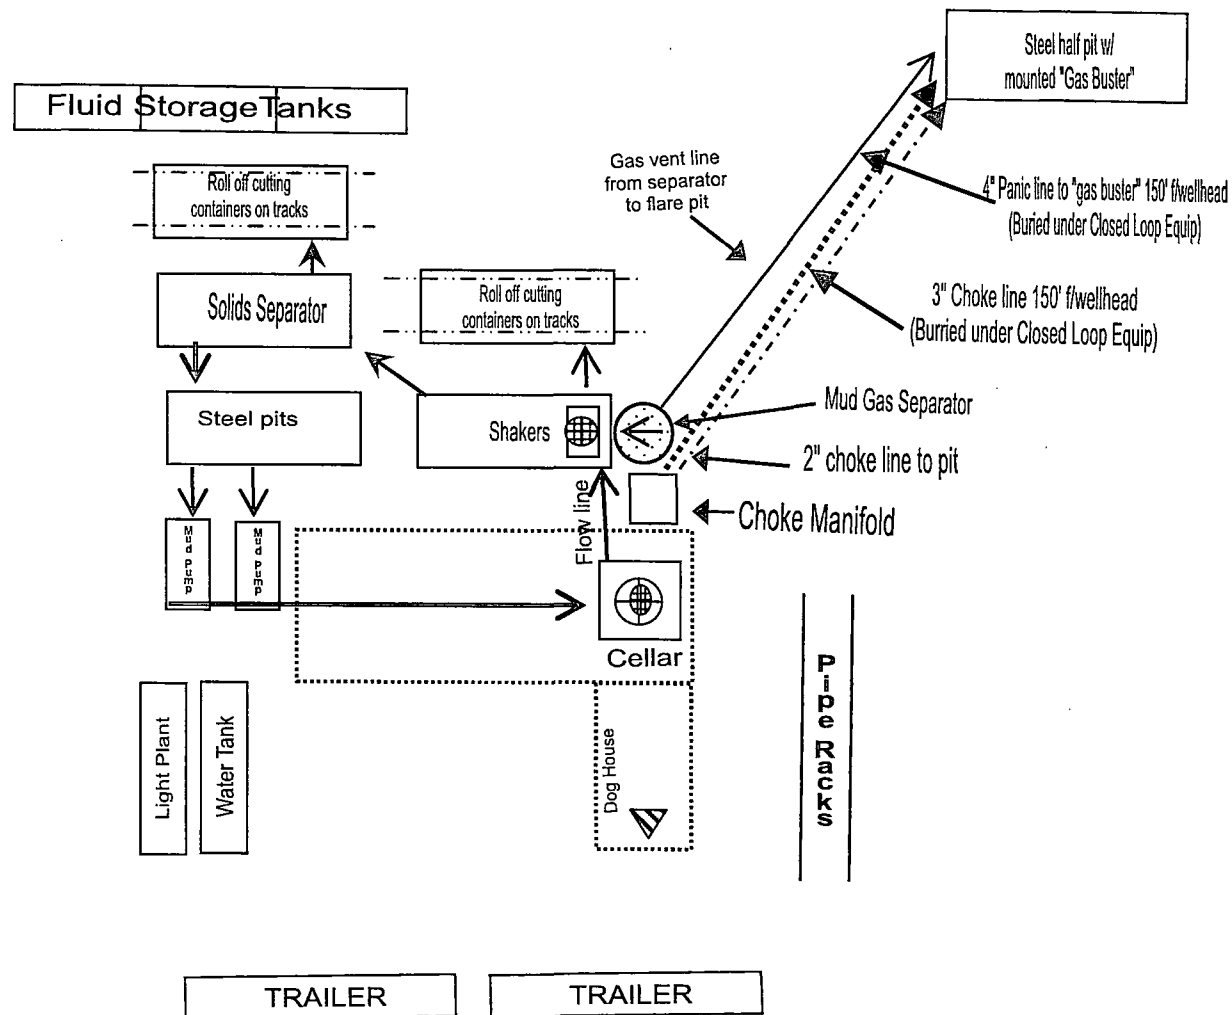 Steel half pit w/
mounted "Gas Buster"
Fluid StorageTanks
Gas vent line
from separator
to flare pit
Roll off cutting
containers on tracks
4" Panic line to "gas buster" 150' f/wellhead
(Buried under Closed Loop Equip)
Solids Separator
Roll off cutting
containers on tracks
3" Choke line 150' f/wellhead
(Burried under Closed Loop Equip)
Steel pits
Shakers
Mud Gas Separator
2" choke line to pit
Flow line
Choke Manifold
Mud Pump
Mud Pump
Cellar
Pipe Racks
Light Plant
Water Tank
Dog House
TRAILER
TRAILER